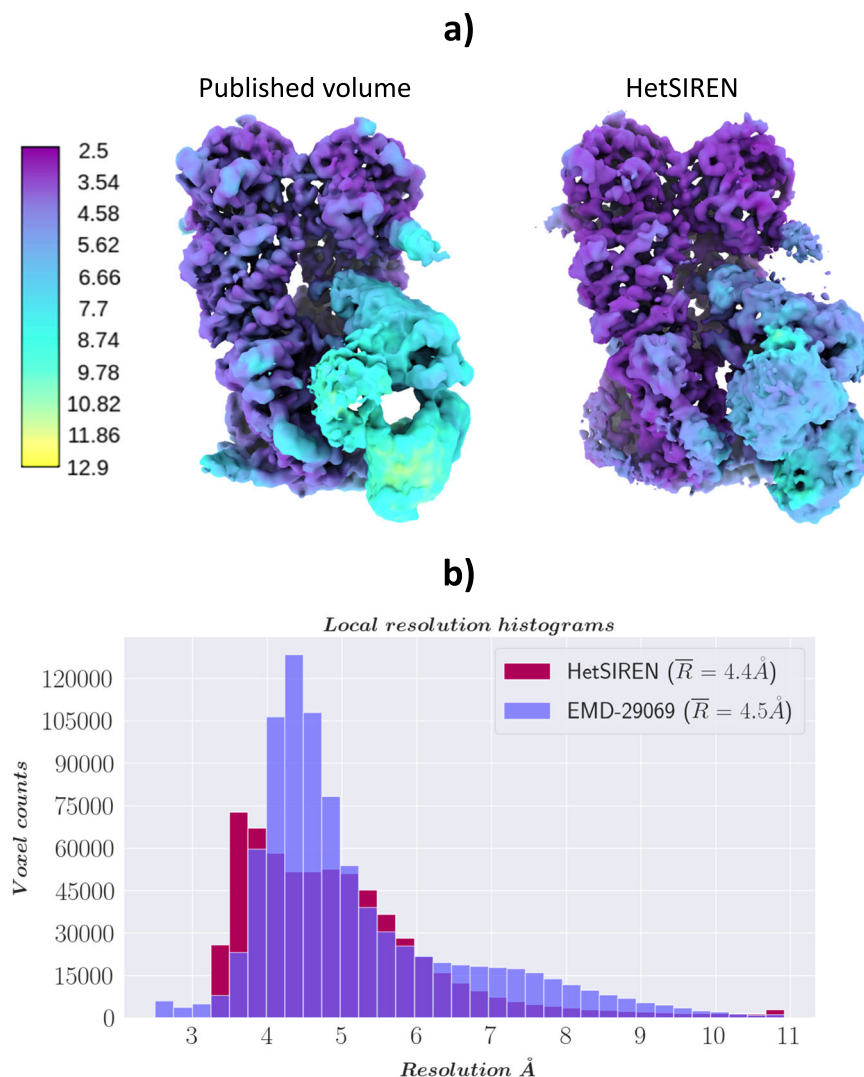 a)
Published volume
HetSIREN
2.5
3.54
4.58
5.62
6.66
7.7
8.74
9.78
10.82
11.86
12.9
b)
Local resolution histograms
HetSIREN (R̅ = 4.4Å)
EMD-29069 (R̅ = 4.5Å)
120000
105000
90000
75000
60000
45000
30000
15000
0
Voxel counts
3 4 5 6 7 8 9 10 11
Resolution Å